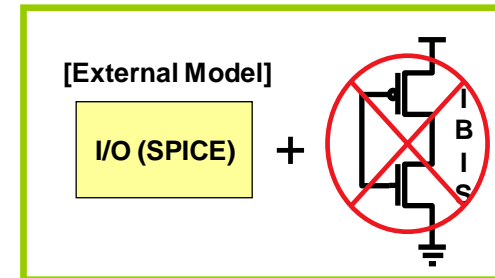 [External Model]
I/O (SPICE)
+
I
B
I
S